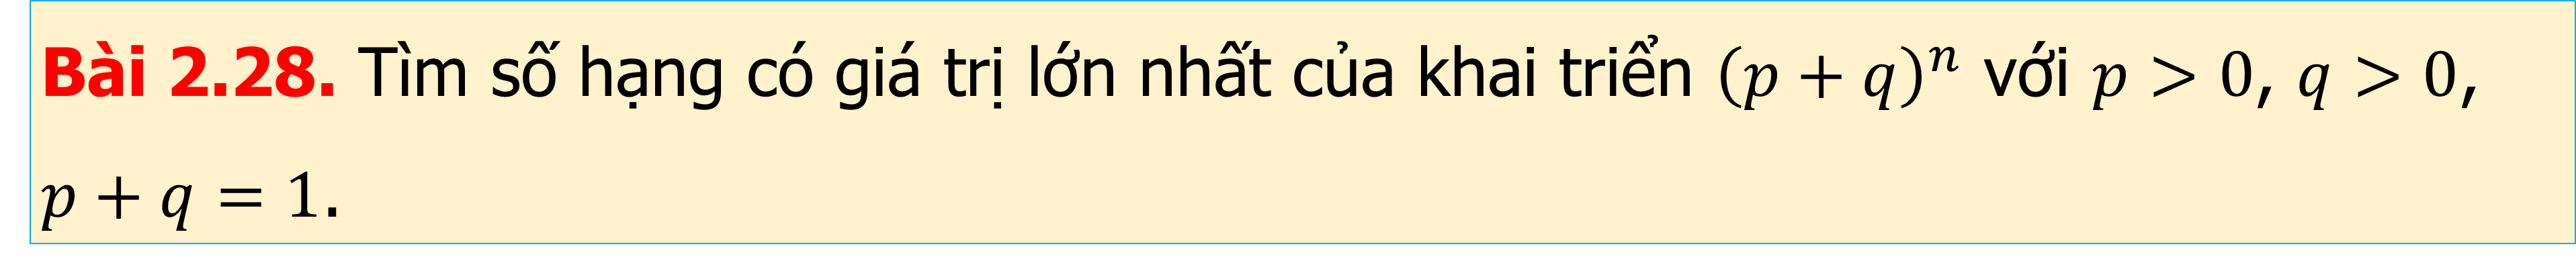 Bài 2.28. Tìm số hạng có giá trị lớn nhất của khai triển (p + q)ⁿ với p > 0, q > 0,
p + q = 1.